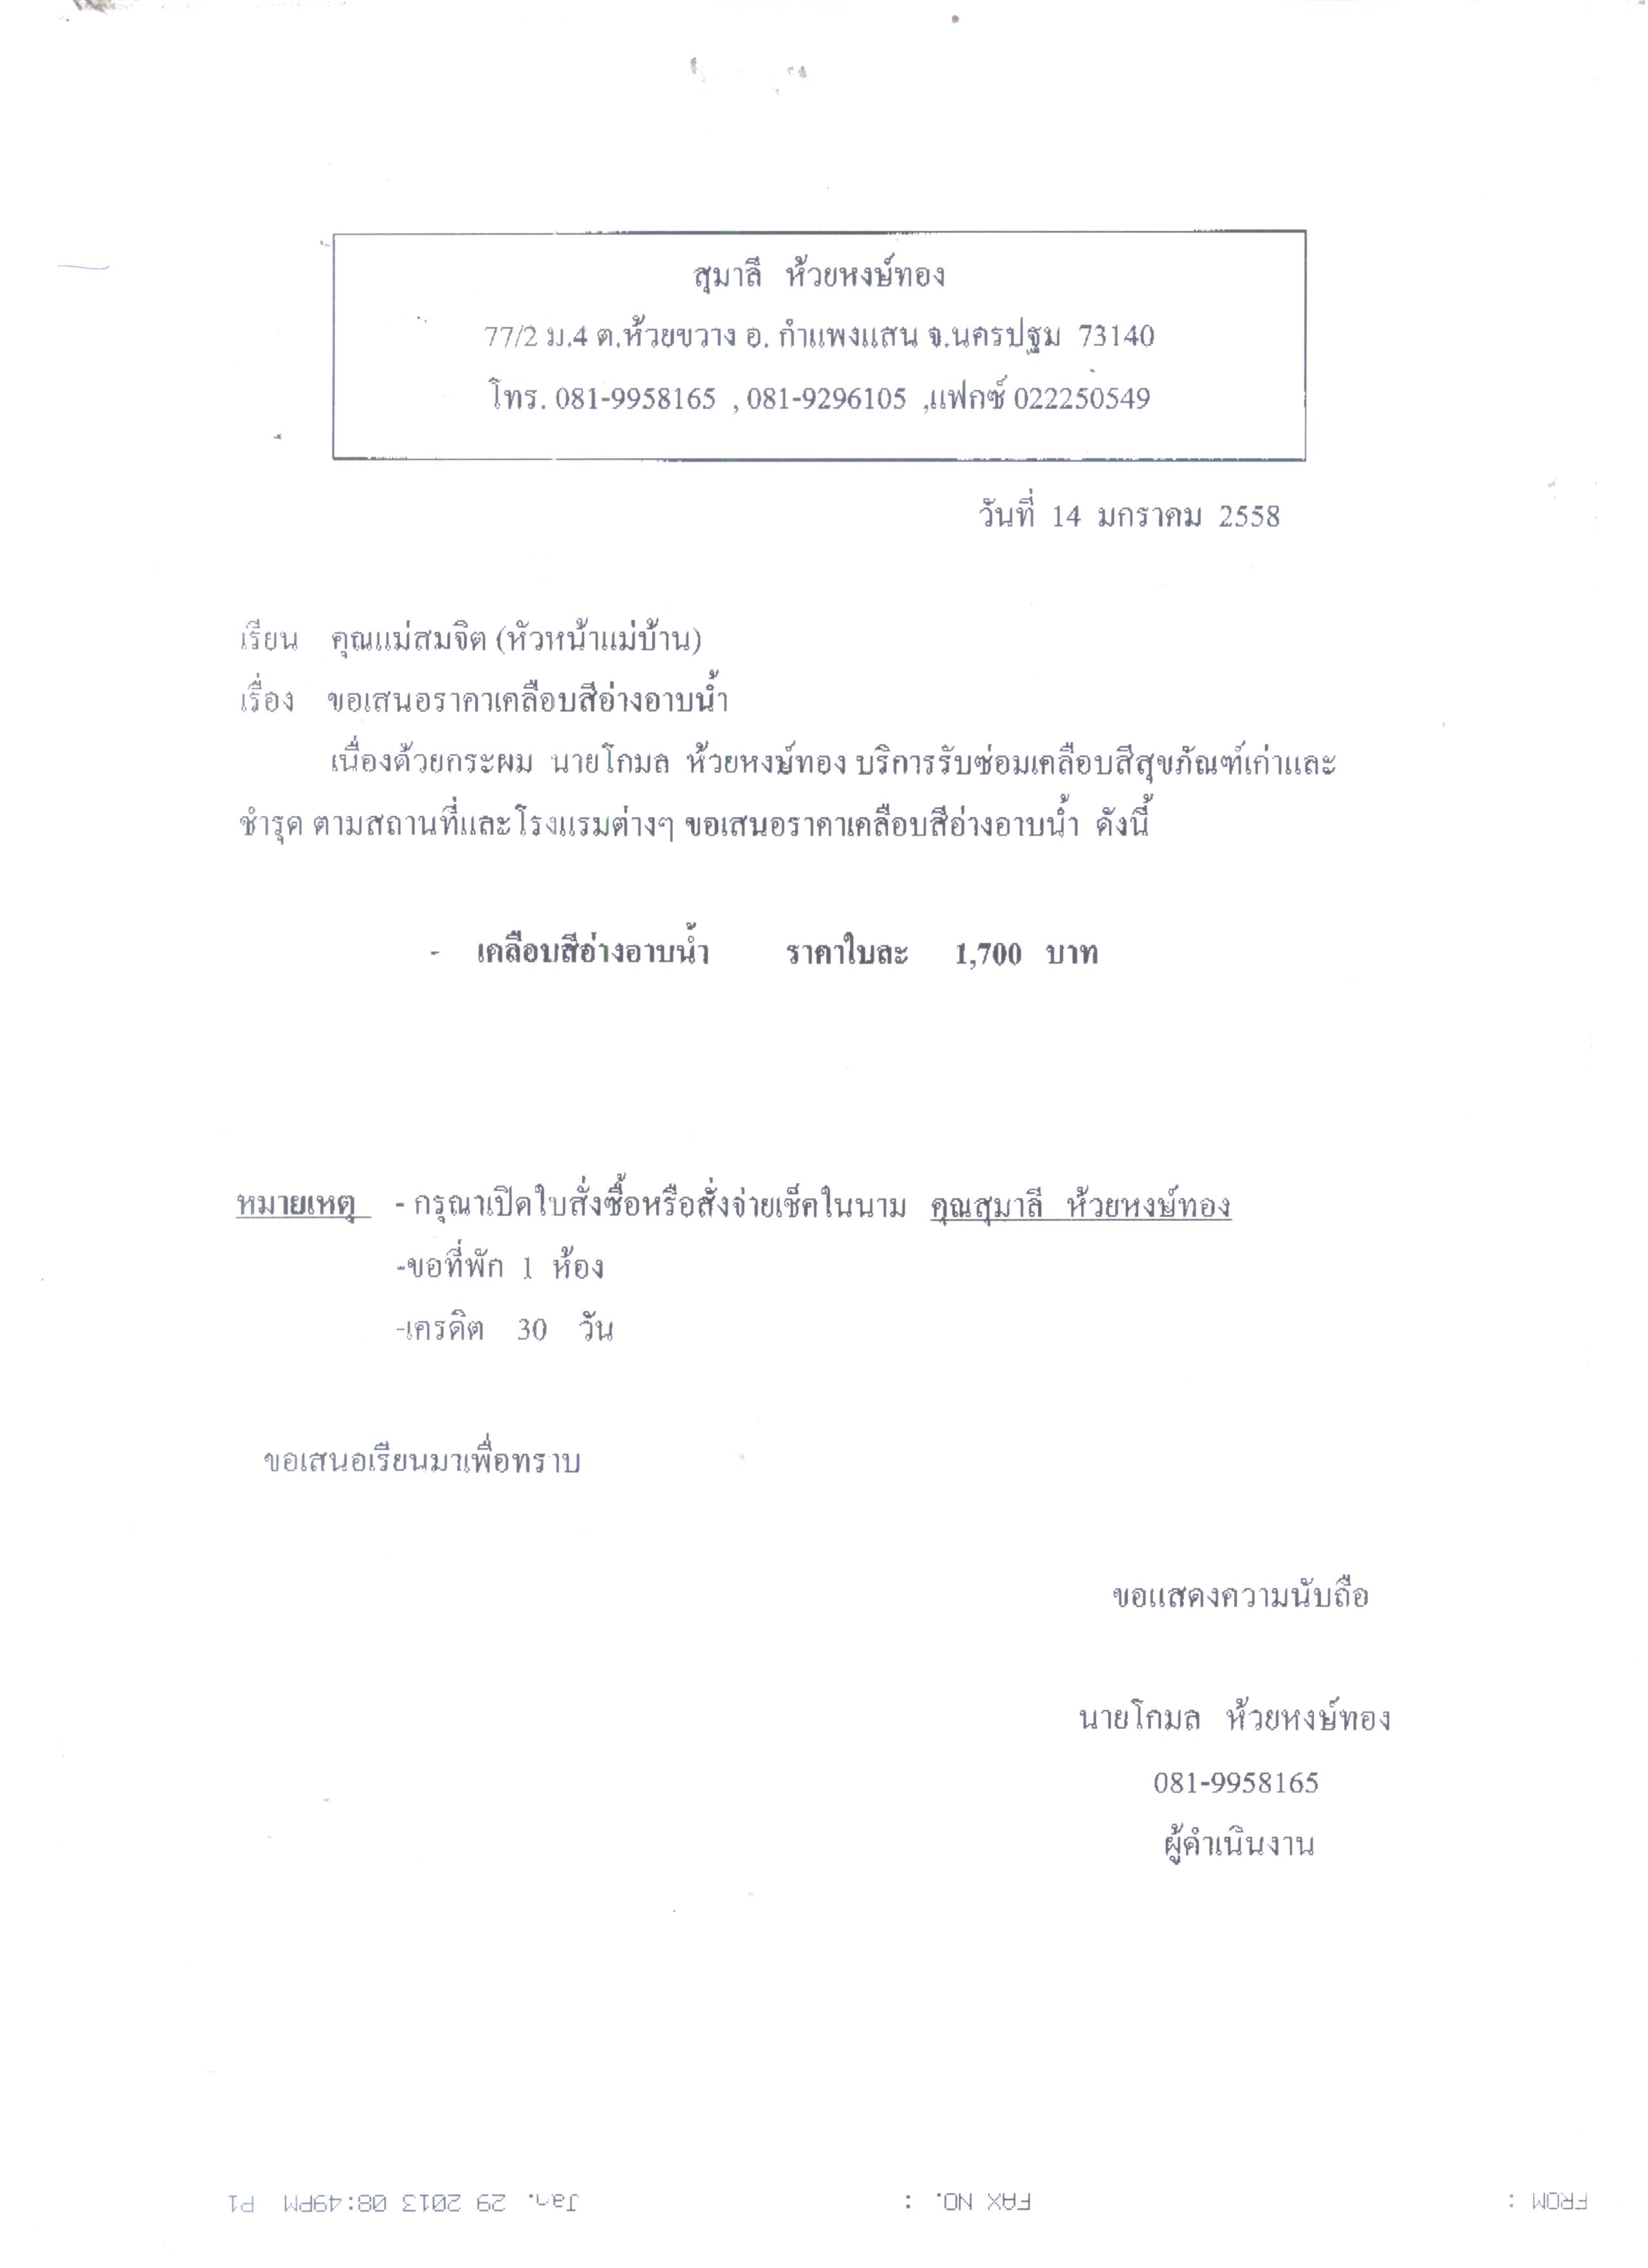 สุมาลี ห้วยหงษ์ทอง
77/2 ม.4 ต.ห้วยขวาง อ. กำแพงแสน จ.นครปฐม 73140
โทร. 081-9958165 , 081-9296105 ,แฟกซ์ 022250549
วันที่ 14 มกราคม 2558
เรียน คุณแม่สมจิต (หัวหน้าแม่บ้าน)
เรื่อง ขอเสนอราคาเคลือบสีอ่างอาบน้ำ
เนื่องด้วยกระผม นายโกมล ห้วยหงษ์ทอง บริการรับซ่อมเคลือบสีสุขภัณฑ์เก่าและ
ชำรุด ตามสถานที่และโรงแรมต่างๆ ขอเสนอราคาเคลือบสีอ่างอาบน้ำ ดังนี้
- เคลือบสีอ่างอาบน้ำ ราคาใบละ 1,700 บาท
หมายเหตุ - กรุณาเปิดใบสั่งซื้อหรือสั่งจ่ายเช็คในนาม คุณสุมาลี ห้วยหงษ์ทอง
-ขอที่พัก 1 ห้อง
-เครดิต 30 วัน
ขอเสนอเรียนมาเพื่อทราบ
ขอแสดงความนับถือ
นายโกมล ห้วยหงษ์ทอง
081-9958165
ผู้ดำเนินงาน
FROM : FAX NO. : Jan. 29 2013 08:49PM P1